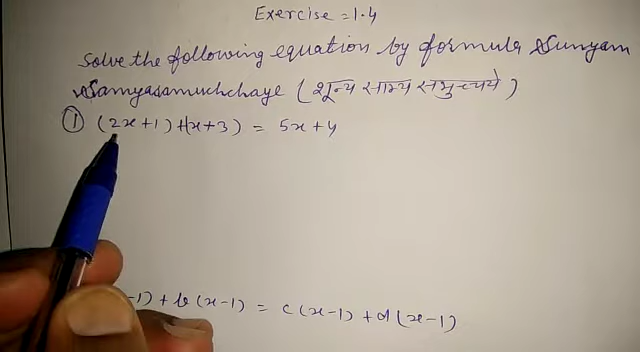 Exercise = 1.4
Solve the following equation by formula Sunyam
Samyasamuchchaye (शून्य साम्य समुच्चये)
① (2x+1)+(x+3) = 5x+4
-1) + b(x-1) = c(x-1) + d(x-1)